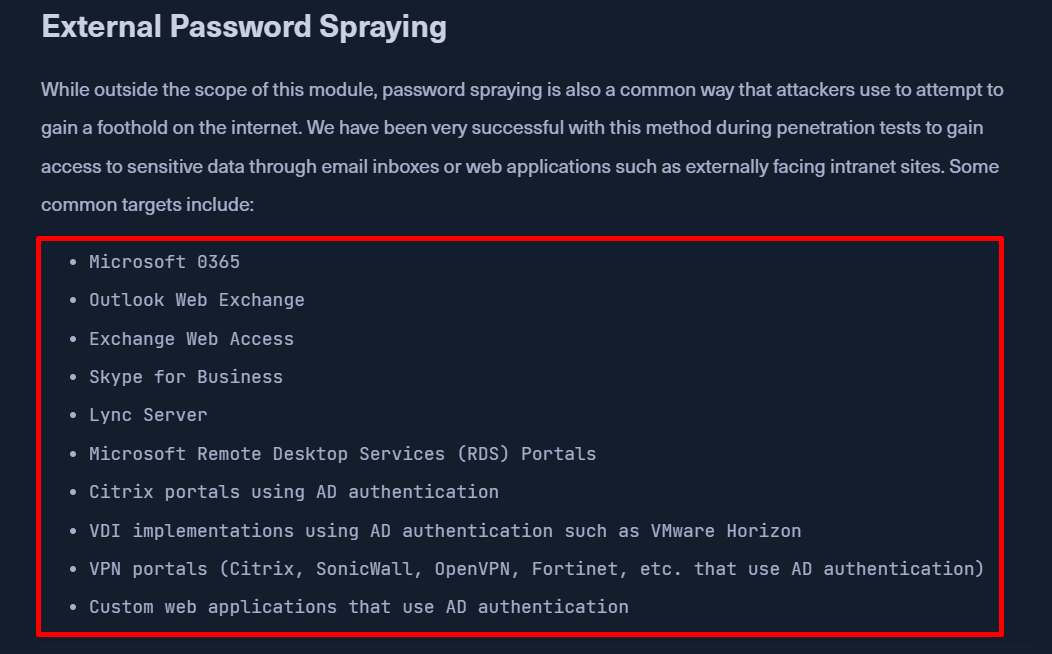 External Password Spraying
While outside the scope of this module, password spraying is also a common way that attackers use to attempt to
gain a foothold on the internet. We have been very successful with this method during penetration tests to gain
access to sensitive data through email inboxes or web applications such as externally facing intranet sites. Some
common targets include:
• Microsoft 0365
• Outlook Web Exchange
• Exchange Web Access
• Skype for Business
• Lync Server
• Microsoft Remote Desktop Services (RDS) Portals
• Citrix portals using AD authentication
• VDI implementations using AD authentication such as VMware Horizon
• VPN portals (Citrix, SonicWall, OpenVPN, Fortinet, etc. that use AD authentication)
• Custom web applications that use AD authentication